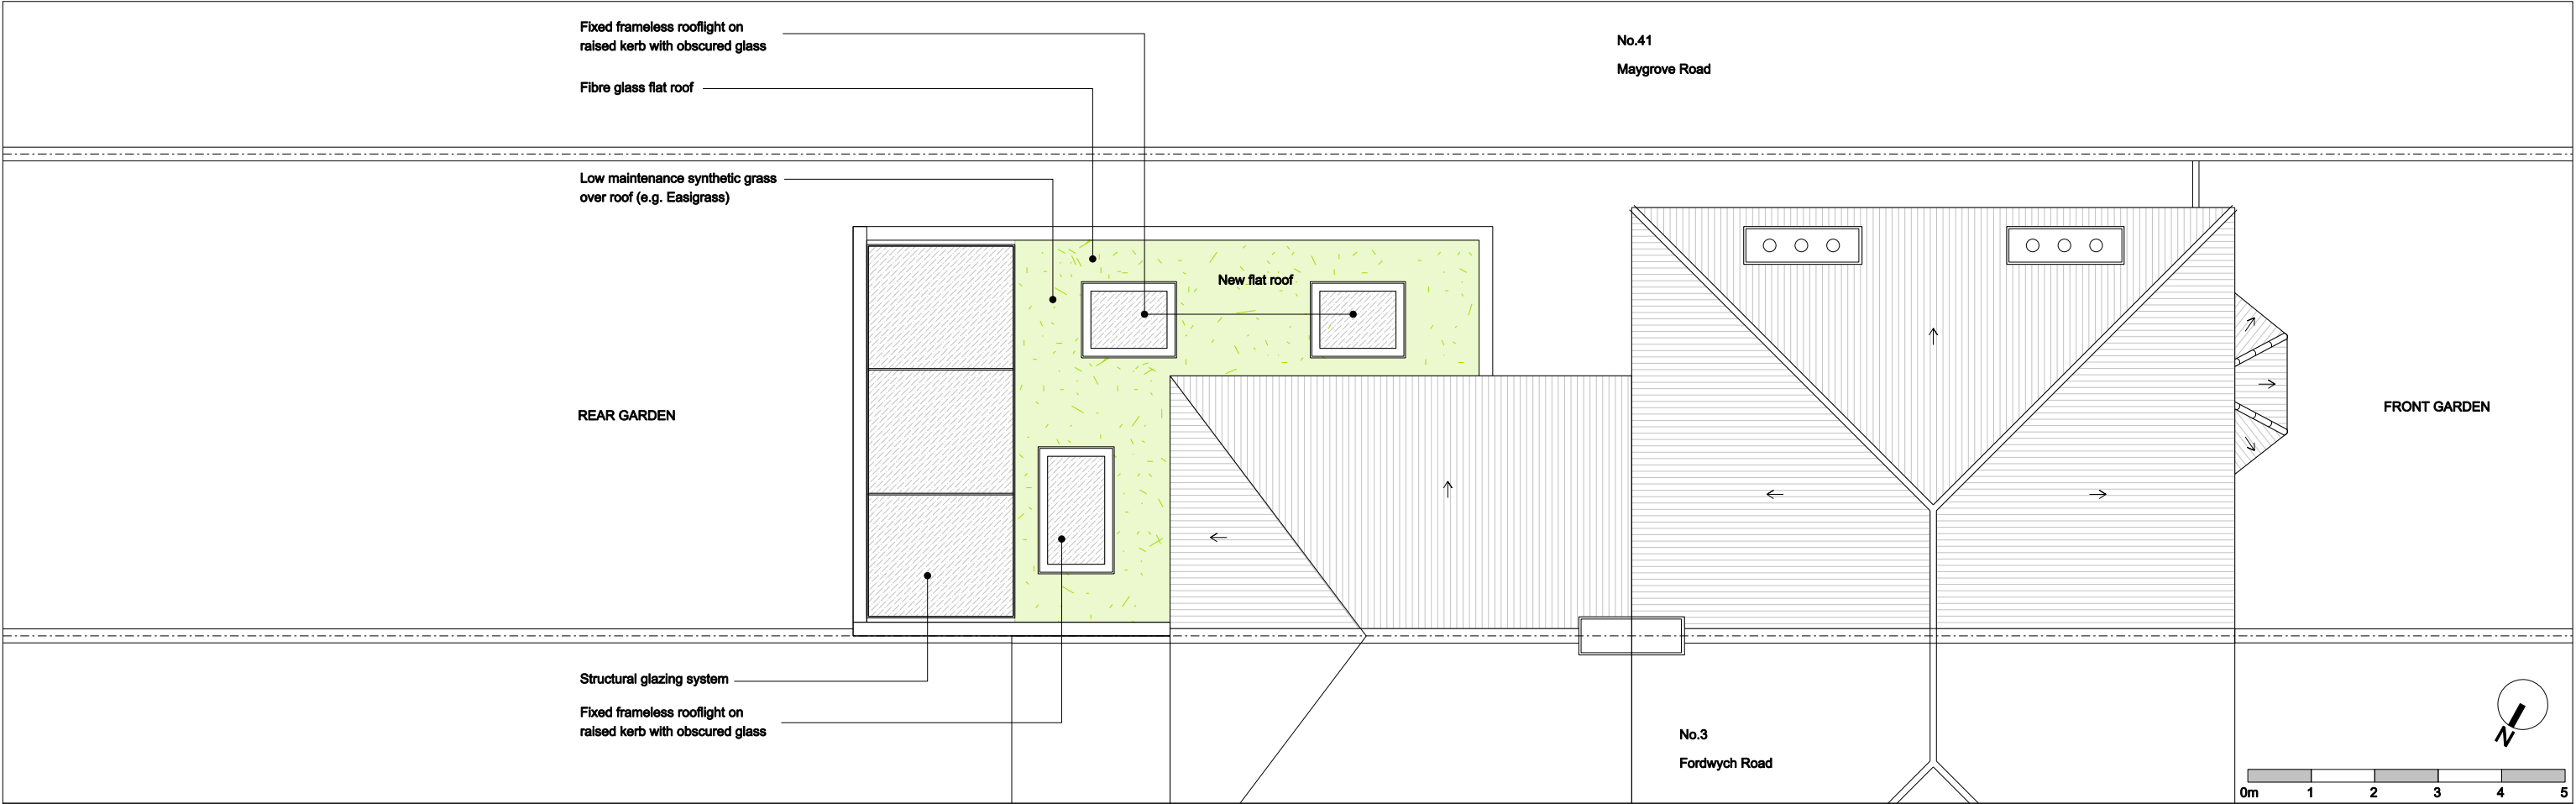 Fixed frameless rooflight on
raised kerb with obscured glass
No.41
Maygrove Road
Fibre glass flat roof
Low maintenance synthetic grass
over roof (e.g. Easigrass)
New flat roof
REAR GARDEN
FRONT GARDEN
Structural glazing system
Fixed frameless rooflight on
raised kerb with obscured glass
No.3
Fordwych Road
N
0m 1 2 3 4 5